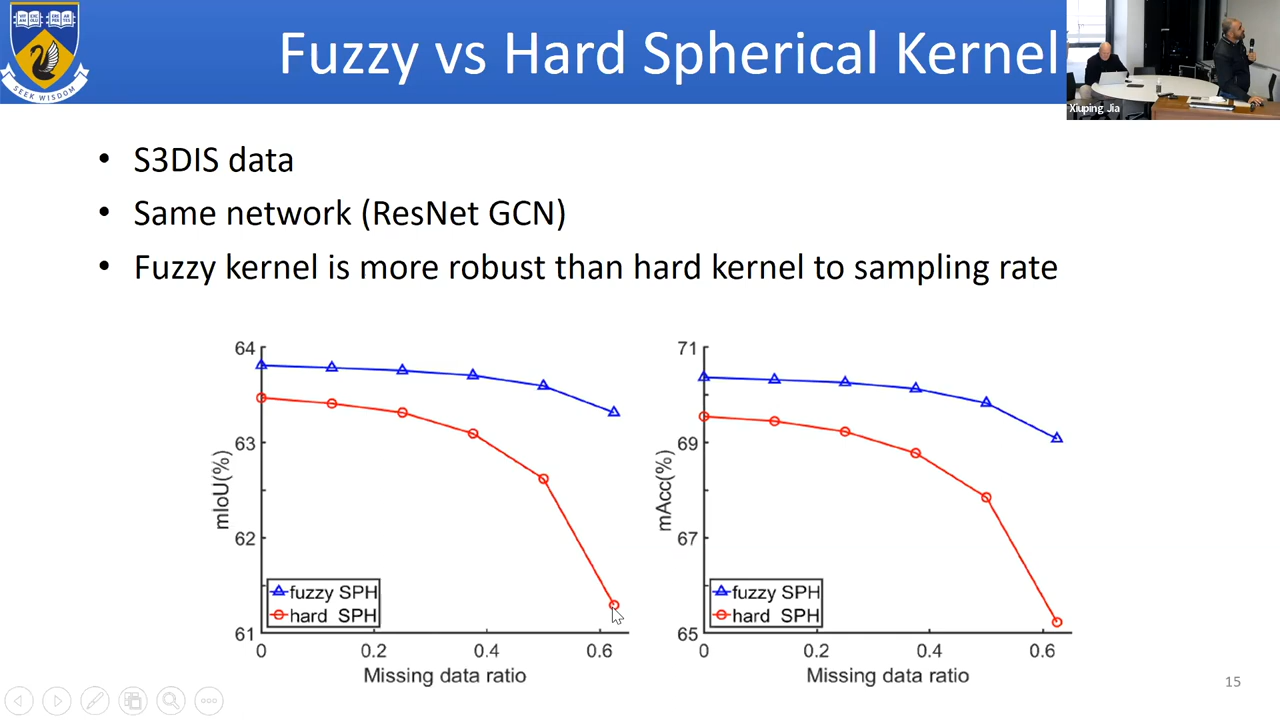 Fuzzy vs Hard Spherical Kernel
SEEK WISDOM
Xiuping Jia
• S3DIS data
• Same network (ResNet GCN)
• Fuzzy kernel is more robust than hard kernel to sampling rate
64
63
62
61
mIoU(%)
fuzzy SPH
hard SPH
0 0.2 0.4 0.6
Missing data ratio
71
69
67
65
mAcc(%)
fuzzy SPH
hard SPH
0 0.2 0.4 0.6
Missing data ratio
15